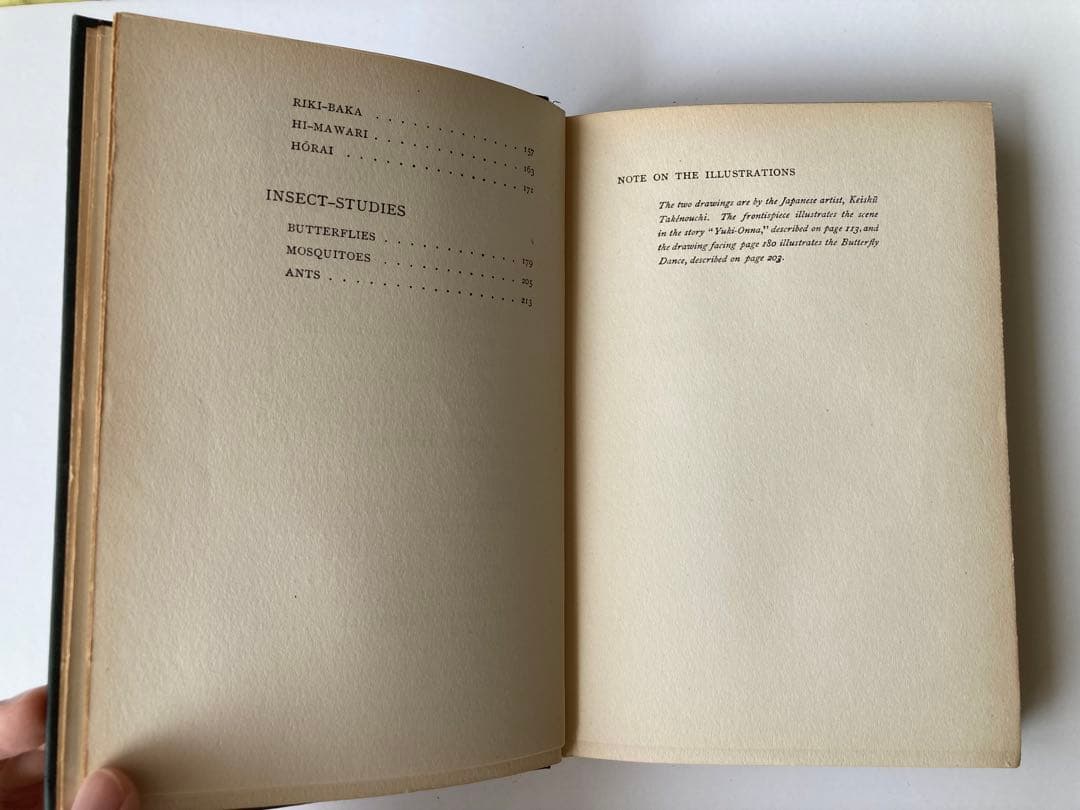 RIKI–BAKA . . . . . . . . . . . . 157
HI–MAWARI . . . . . . . . . . . . 163
HŌRAI . . . . . . . . . . . . . 171
INSECT–STUDIES
BUTTERFLIES . . . . . . . . . . . 179
MOSQUITOES . . . . . . . . . . . 205
ANTS . . . . . . . . . . . . . . 213
NOTE ON THE ILLUSTRATIONS
The two drawings are by the Japanese artist, Keishū
Takénouchi. The frontispiece illustrates the scene
in the story "Yuki-Onna," described on page 113, and
the drawing facing page 180 illustrates the Butterfly
Dance, described on page 203.